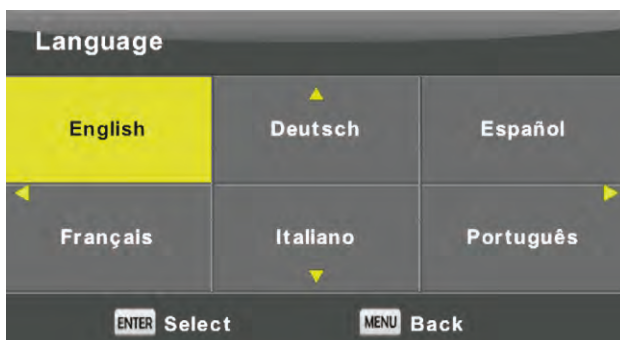 Language
English Deutsch Español
Français Italiano Português
ENTER Select MENU Back